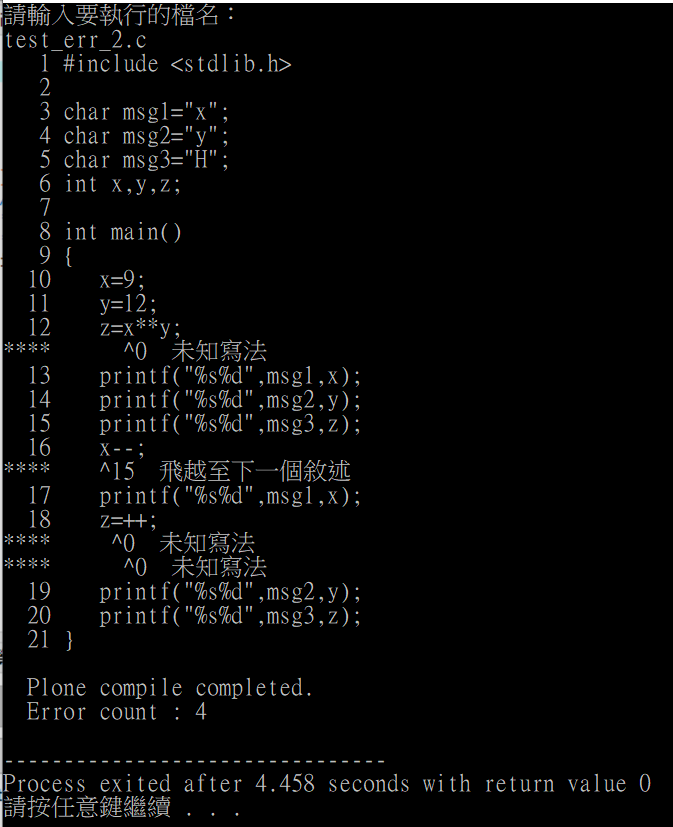 請輸入要執行的檔名：
test_err_2.c
1 #include <stdlib.h>
2
3 char msg1="x";
4 char msg2="y";
5 char msg3="H";
6 int x,y,z;
7
8 int main()
9 {
10    x=9;
11    y=12;
12    z=x**y;
****      ^0  未知寫法
13    printf("%s%d",msg1,x);
14    printf("%s%d",msg2,y);
15    printf("%s%d",msg3,z);
16    x--;
****    ^15  飛越至下一個敘述
17    printf("%s%d",msg1,x);
18    z=++;
****     ^0  未知寫法
****      ^0  未知寫法
19    printf("%s%d",msg2,y);
20    printf("%s%d",msg3,z);
21 }
Plone compile completed.
Error count : 4
--------------------------------
Process exited after 4.458 seconds with return value 0
請按任意鍵繼續 . . .